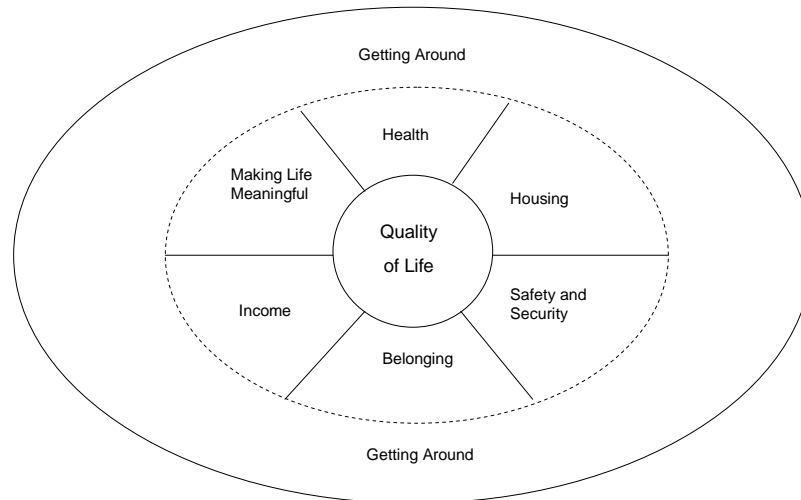 Getting Around
Health
Making Life
Meaningful
Housing
Quality
of Life
Income
Safety and
Security
Belonging
Getting Around